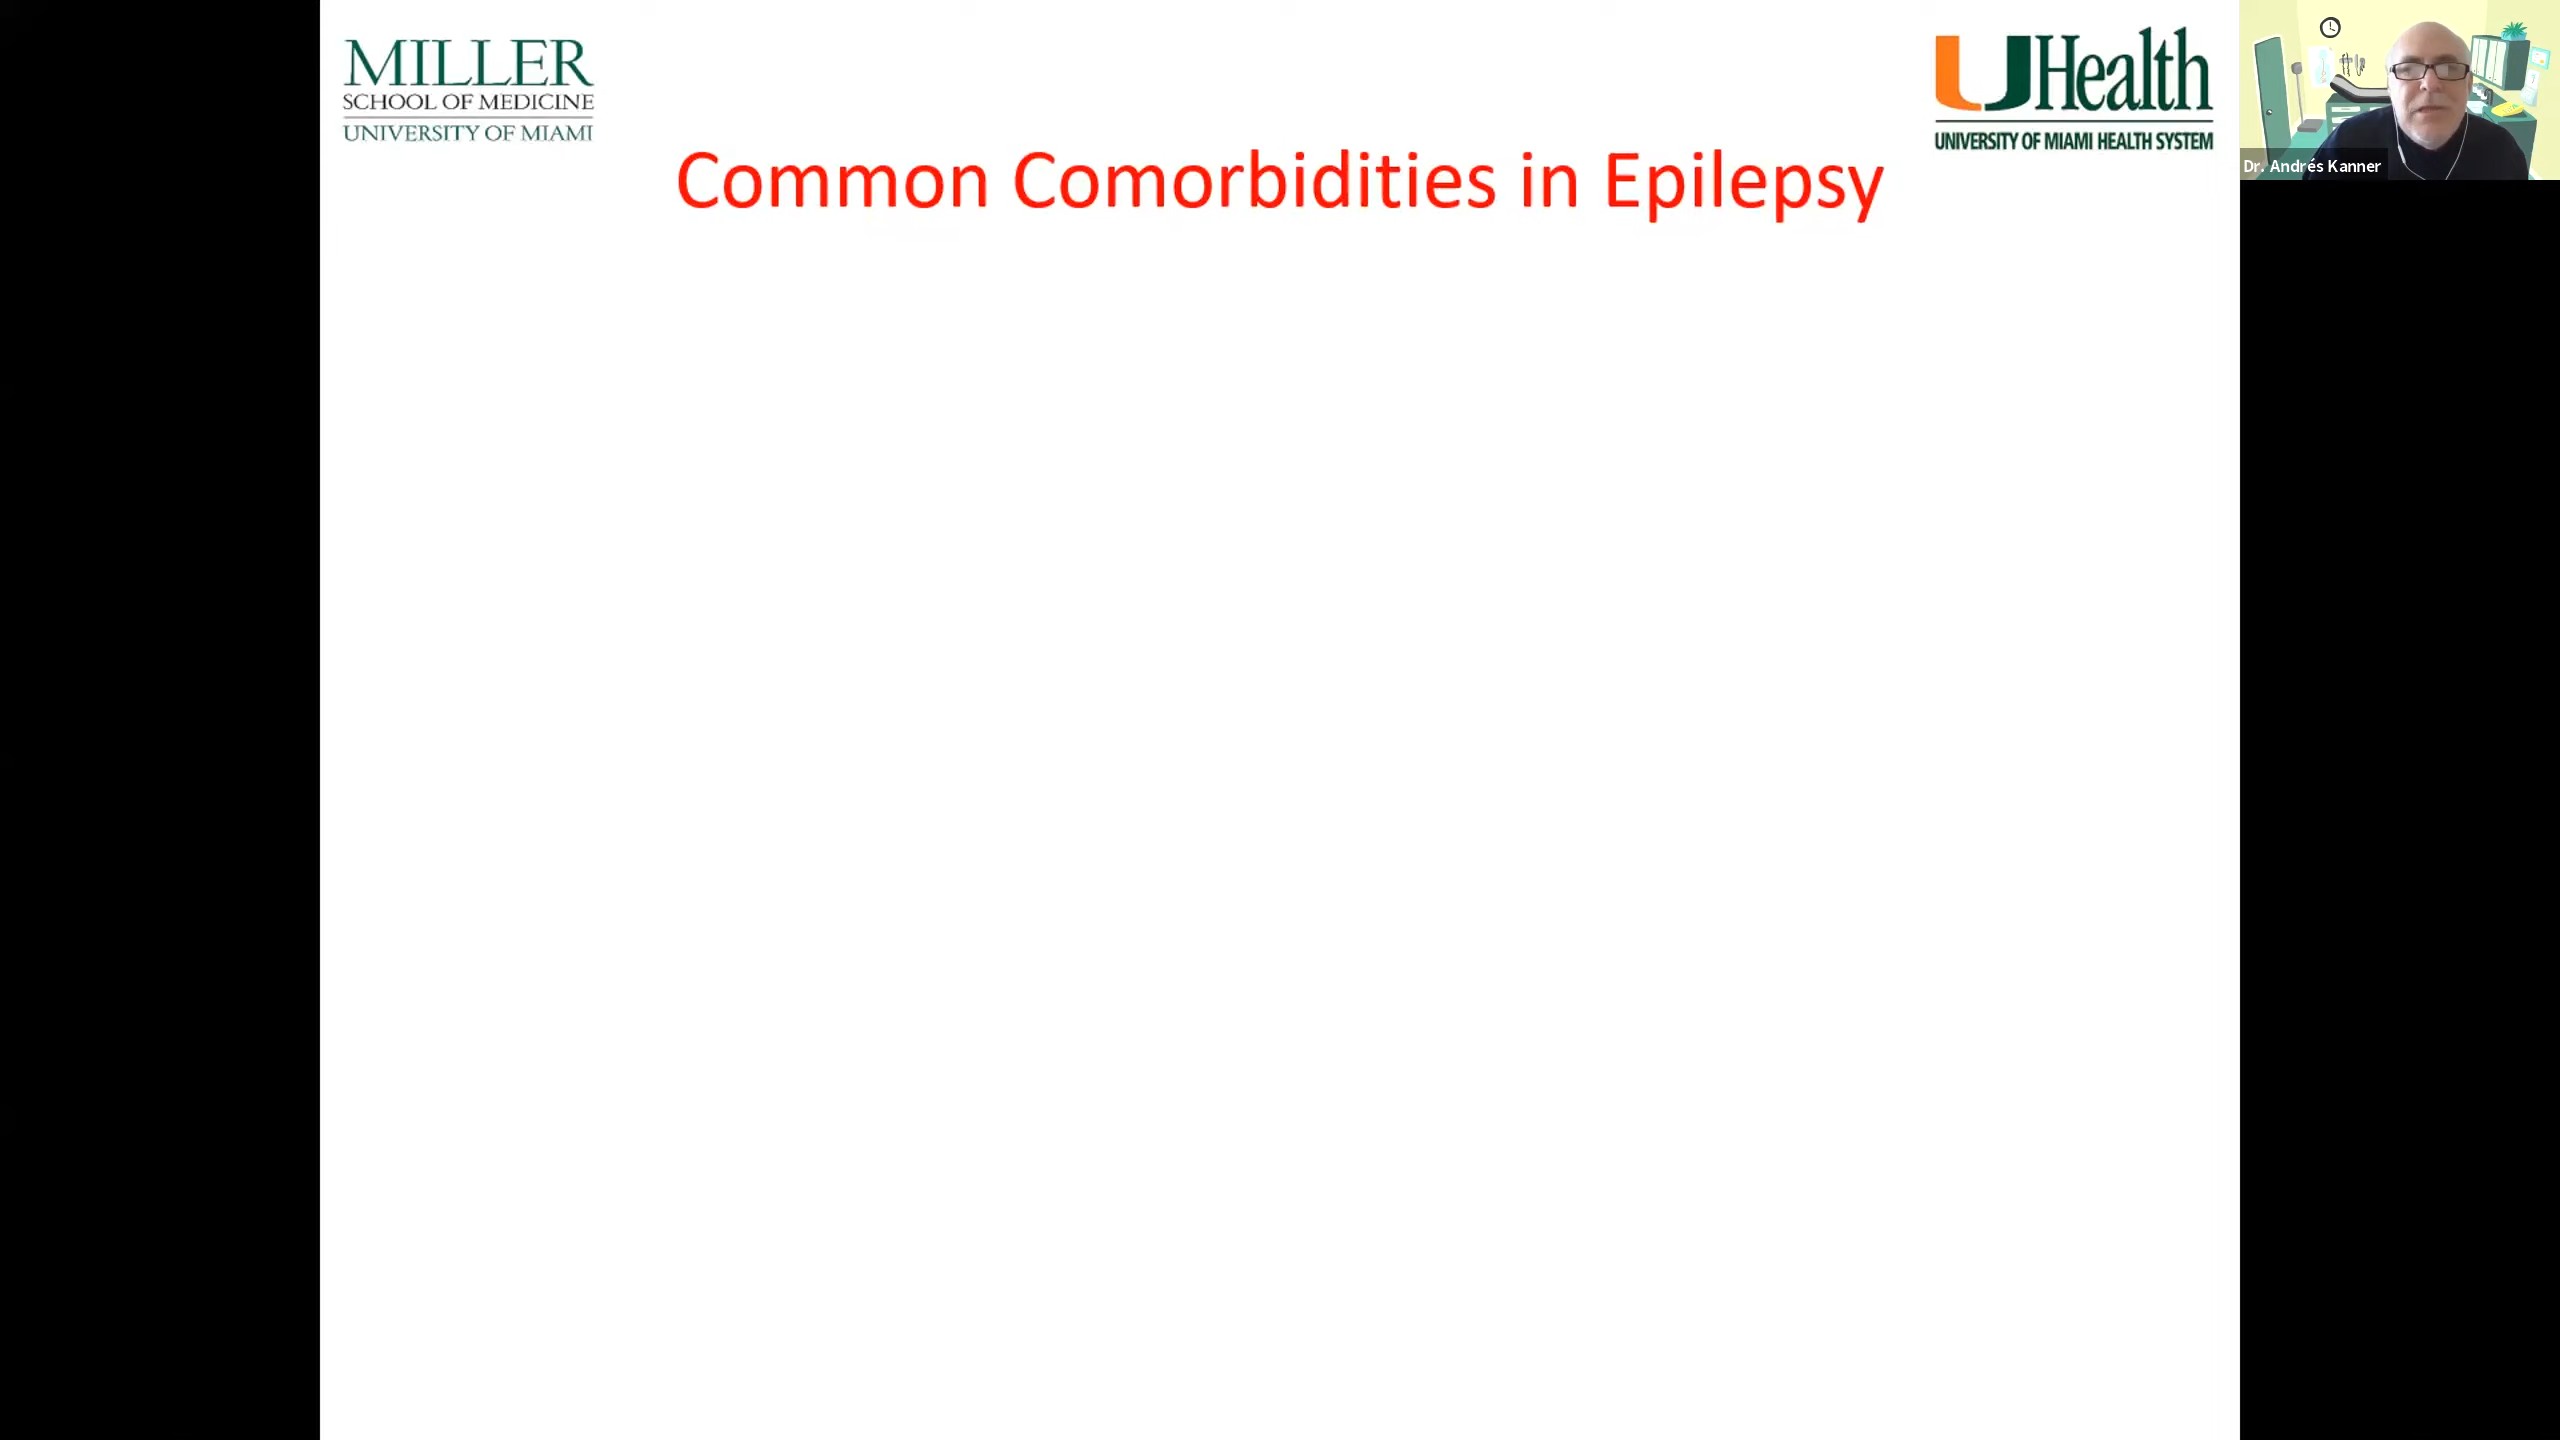 MILLER
SCHOOL OF MEDICINE
UNIVERSITY OF MIAMI
UHealth
UNIVERSITY OF MIAMI HEALTH SYSTEM
Dr. Andrés Kanner
Common Comorbidities in Epilepsy